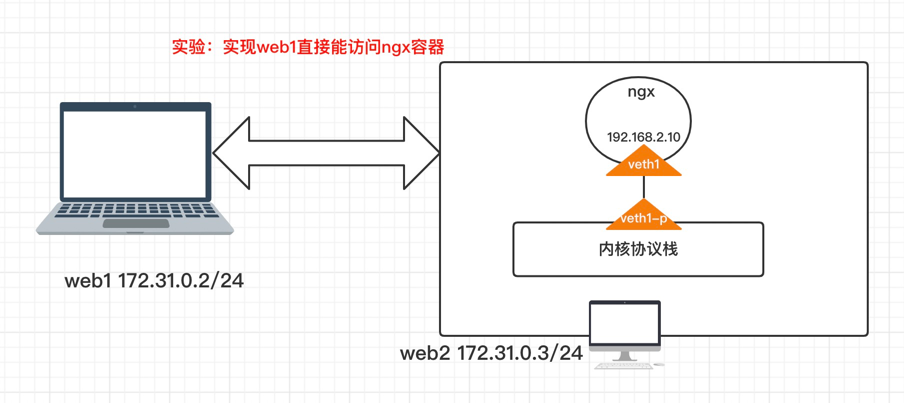 实验：实现web1直接能访问ngx容器
ngx
192.168.2.10
veth1
veth1-p
内核协议栈
web1 172.31.0.2/24
web2 172.31.0.3/24